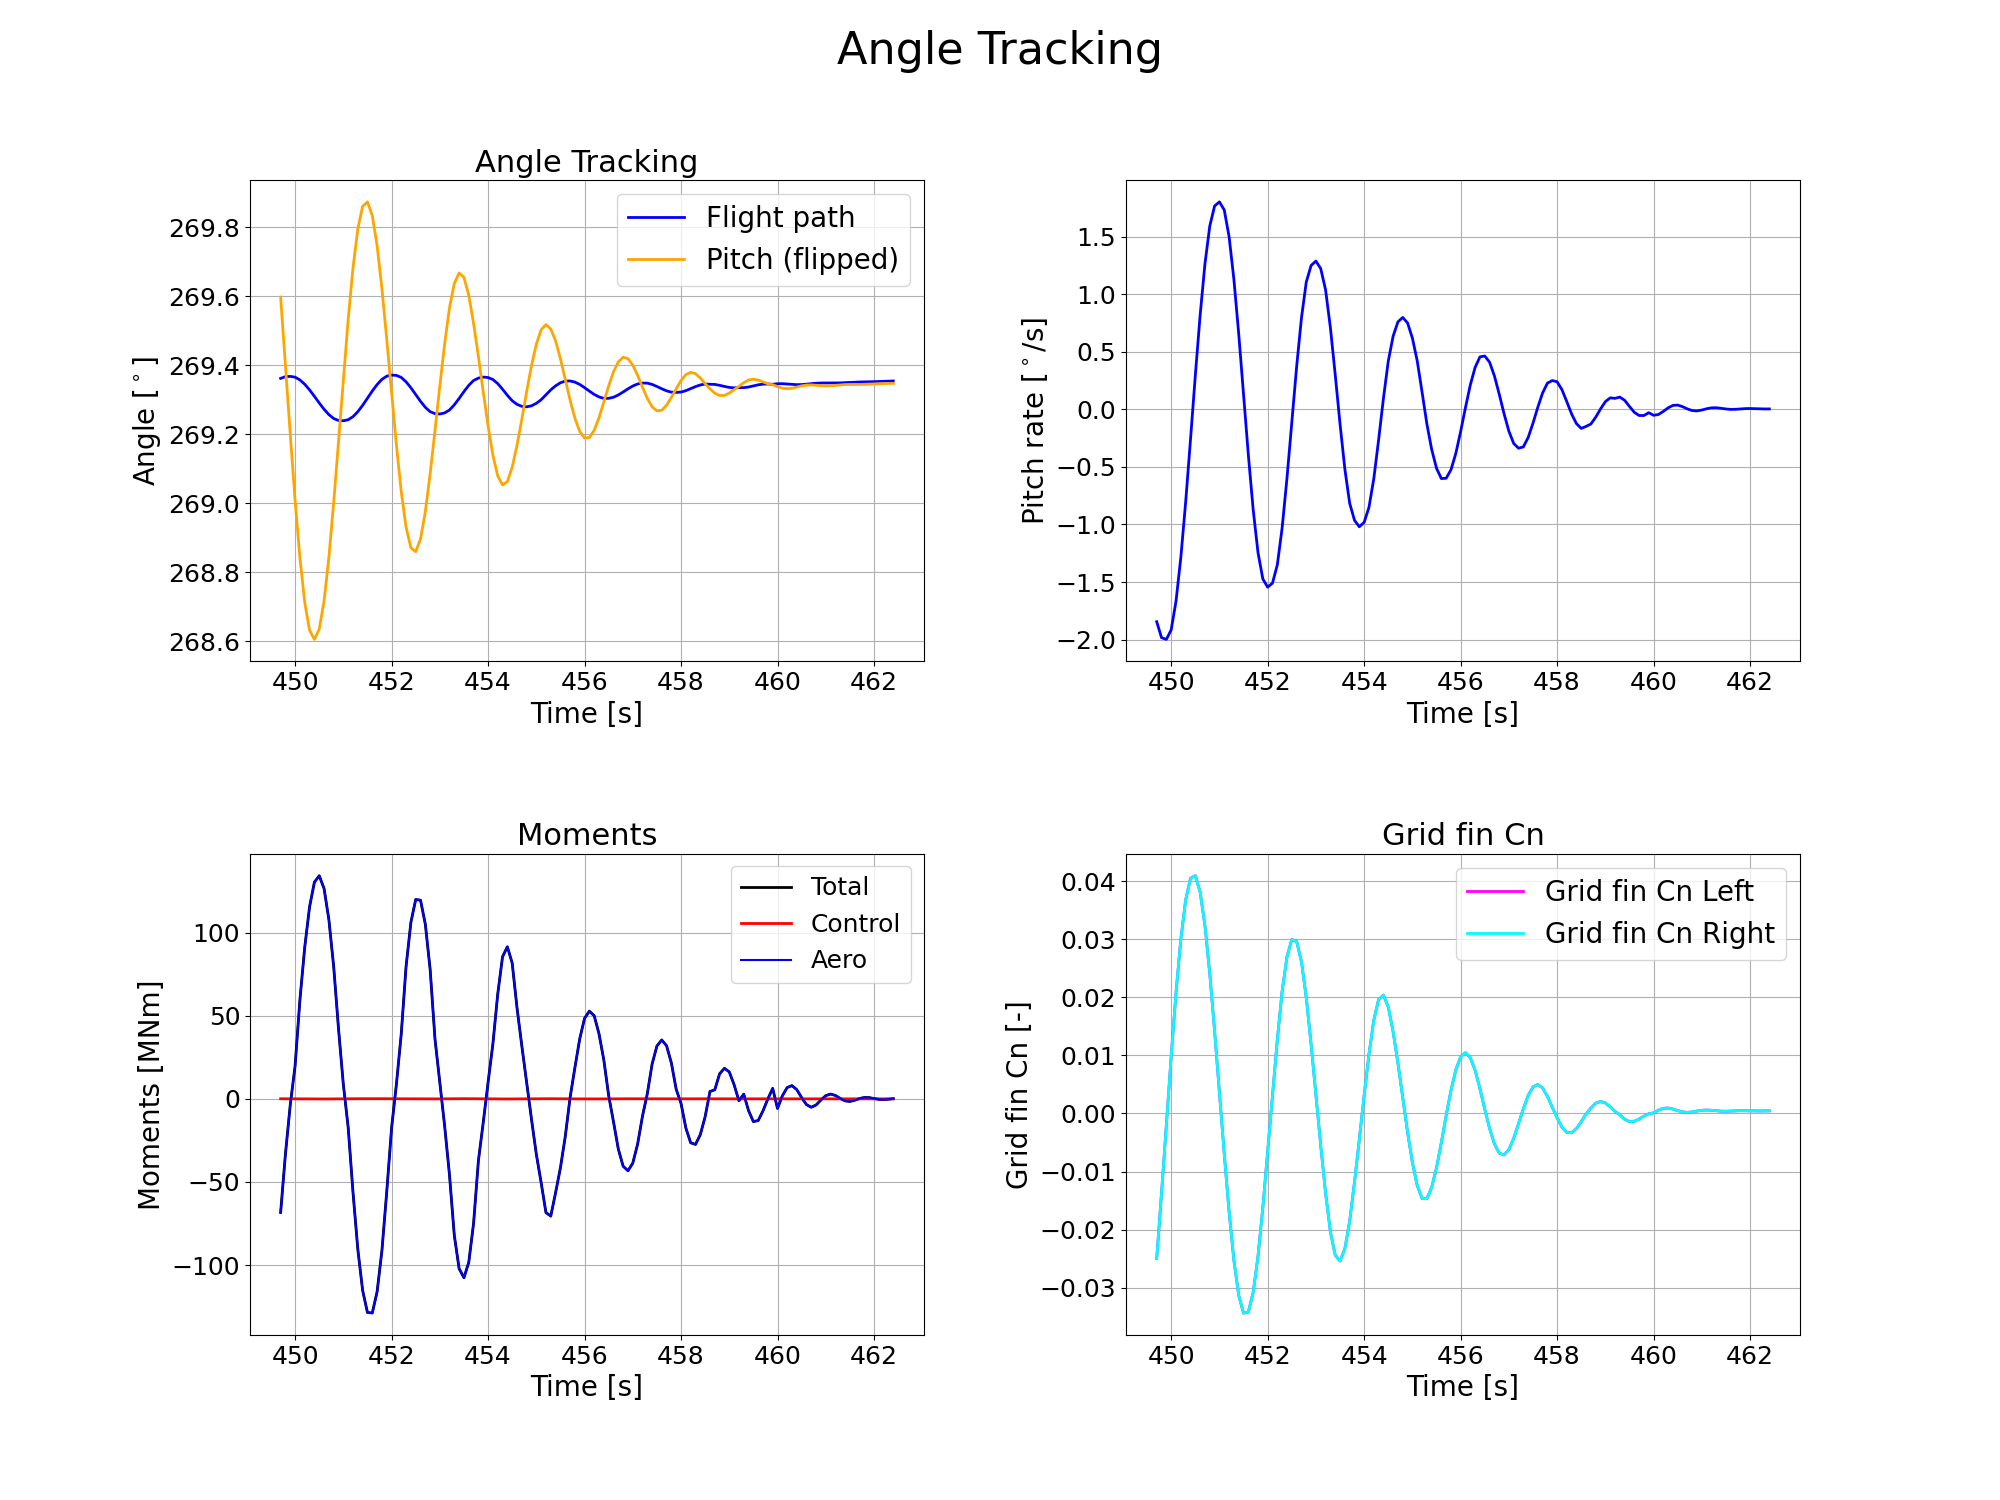 Angle Tracking
Angle Tracking
Flight path
Pitch (flipped)
269.8
269.6
269.4
269.2
269.0
268.8
268.6
Angle [°]
450 452 454 456 458 460 462
Time [s]
1.5
1.0
0.5
0.0
−0.5
−1.0
−1.5
−2.0
Pitch rate [°/s]
450 452 454 456 458 460 462
Time [s]
Moments
Total
Control
Aero
100
50
0
−50
−100
Moments [MNm]
450 452 454 456 458 460 462
Time [s]
Grid fin Cn
Grid fin Cn Left
Grid fin Cn Right
0.04
0.03
0.02
0.01
0.00
−0.01
−0.02
−0.03
Grid fin Cn [-]
450 452 454 456 458 460 462
Time [s]